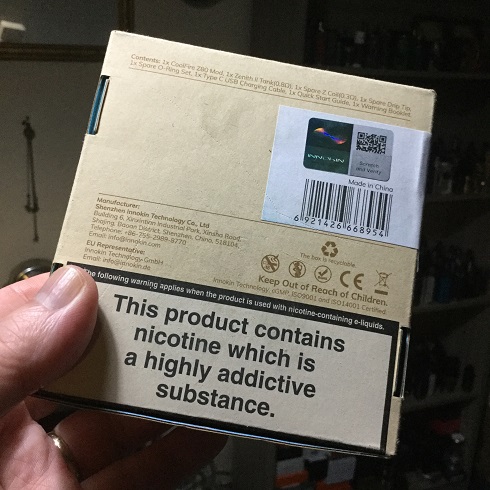 Contents: 1x CoolFire Z80 Mod, 1x Zenith II Tank(0.8Ω), 1x Spare Z Coil(0.3Ω), 1x Spare Drip Tip,
1x Spare O-Ring Set, 1x Type C USB Charging Cable, 1x Quick Start Guide, 1x Warning Booklet.
INNOKIN
Scratch
and Verify
Made in China
6 921426 668954
Manufacturer:
Shenzhen Innokin Technology Co., Ltd
Building 6, XinXinTian Industrial Park, Xinsha Road,
Shajing, Baoan District, Shenzhen, China, 518104.
Telephone: +86-755-2989-8770
Email: info@innokin.com
EU Representative:
Innokin Technology GmbH
Email: info@innokin.de
The box is recyclable
CE
Keep Out of Reach of Children.
Innokin Technology, cGMP, ISO9001 and ISO14001 Certified.
The following warning applies when the product is used with nicotine-containing e-liquids.
This product contains
nicotine which is
a highly addictive
substance.